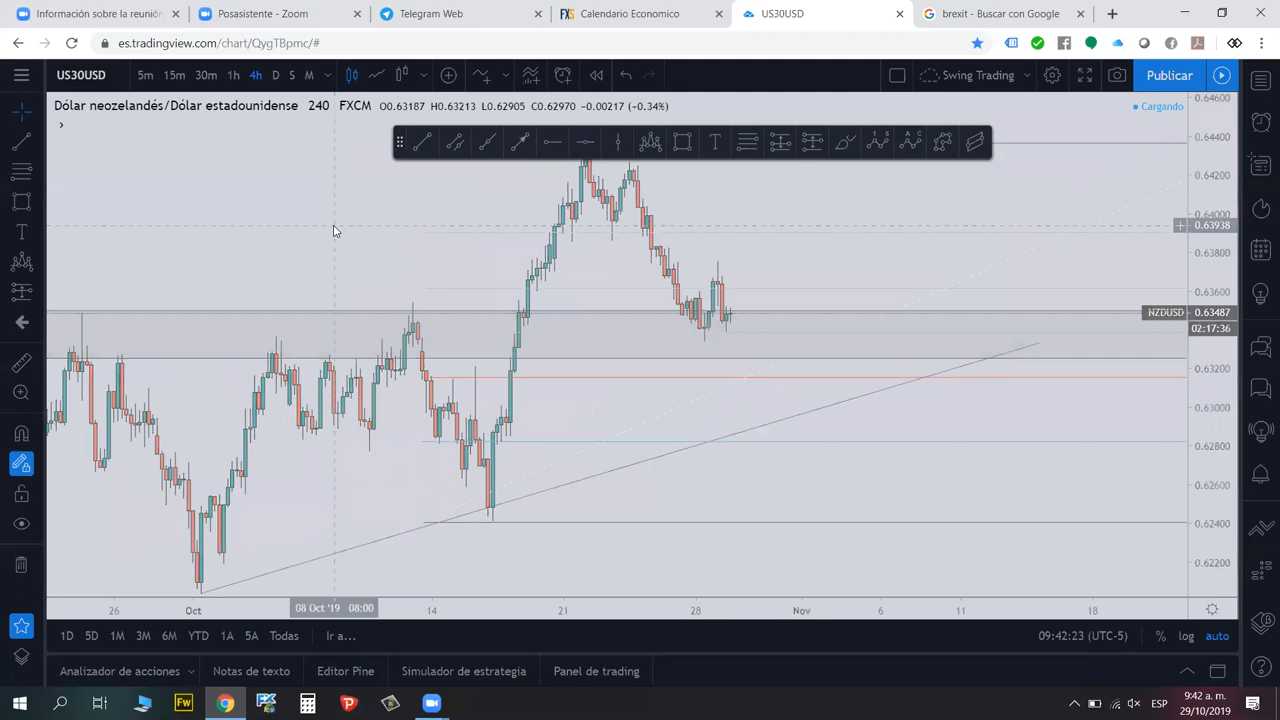 Información sobre la reunión
Posasistente - Zoom
Telegram Web
FXS Calendario Economico
US30USD
brexit - Buscar con Google
es.tradingview.com/chart/QygTBpmc/#
US30USD 5m 15m 30m 1h 4h D S M Swing Trading Publicar
Dólar neozelandés/Dólar estadounidense 240 FXCM O0.63187 H0.63213 L0.62905 C0.62970 −0.00217 (−0.34%)
Cargando
0.64600
0.64400
0.64200
0.64000
0.63938
0.63800
0.63600
NZDUSD 0.63487
02:17:36
0.63200
0.63000
0.62800
0.62600
0.62400
0.62200
26 Oct 08 Oct '19 08:00 14 21 28 Nov 6 11 18
1D 5D 1M 3M 6M YTD 1A 5A Todas Ir a... 09:42:23 (UTC-5) % log auto
Analizador de acciones Notas de texto Editor Pine Simulador de estrategia Panel de trading
Fw ESP 9:42 a. m.
29/10/2019